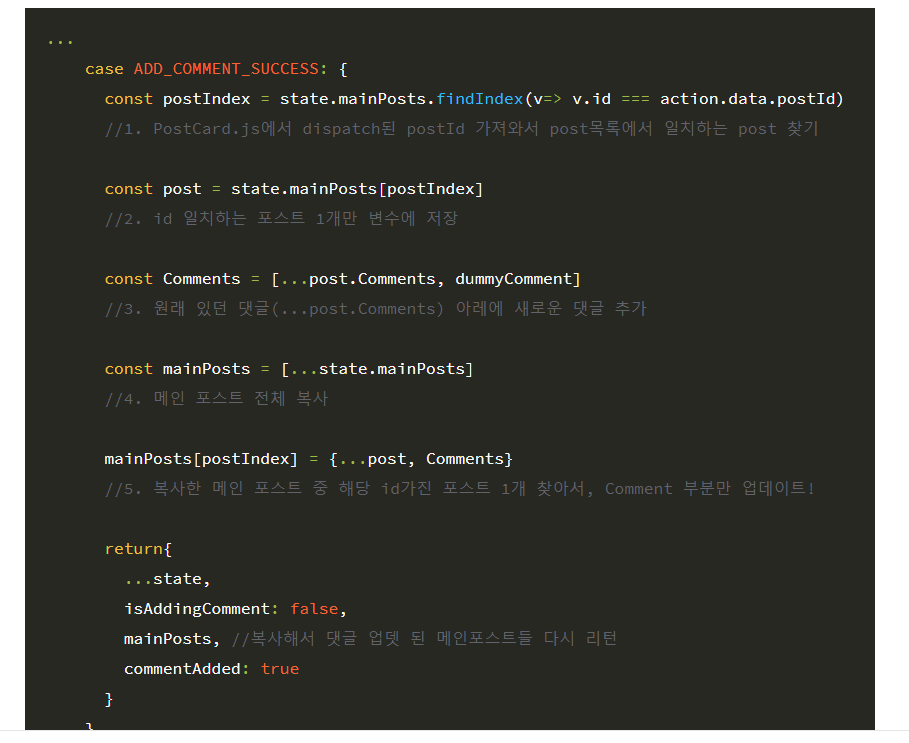 ...
case ADD_COMMENT_SUCCESS: {
const postIndex = state.mainPosts.findIndex(v=> v.id === action.data.postId)
//1. PostCard.js에서 dispatch된 postId 가져와서 post목록에서 일치하는 post 찾기
const post = state.mainPosts[postIndex]
//2. id 일치하는 포스트 1개만 변수에 저장
const Comments = [...post.Comments, dummyComment]
//3. 원래 있던 댓글(...post.Comments) 아레에 새로운 댓글 추가
const mainPosts = [...state.mainPosts]
//4. 메인 포스트 전체 복사
mainPosts[postIndex] = {...post, Comments}
//5. 복사한 메인 포스트 중 해당 id가진 포스트 1개 찾아서, Comment 부분만 업데이트!
return{
...state,
isAddingComment: false,
mainPosts, //복사해서 댓글 업뎃 된 메인포스트들 다시 리턴
commentAdded: true
}
}